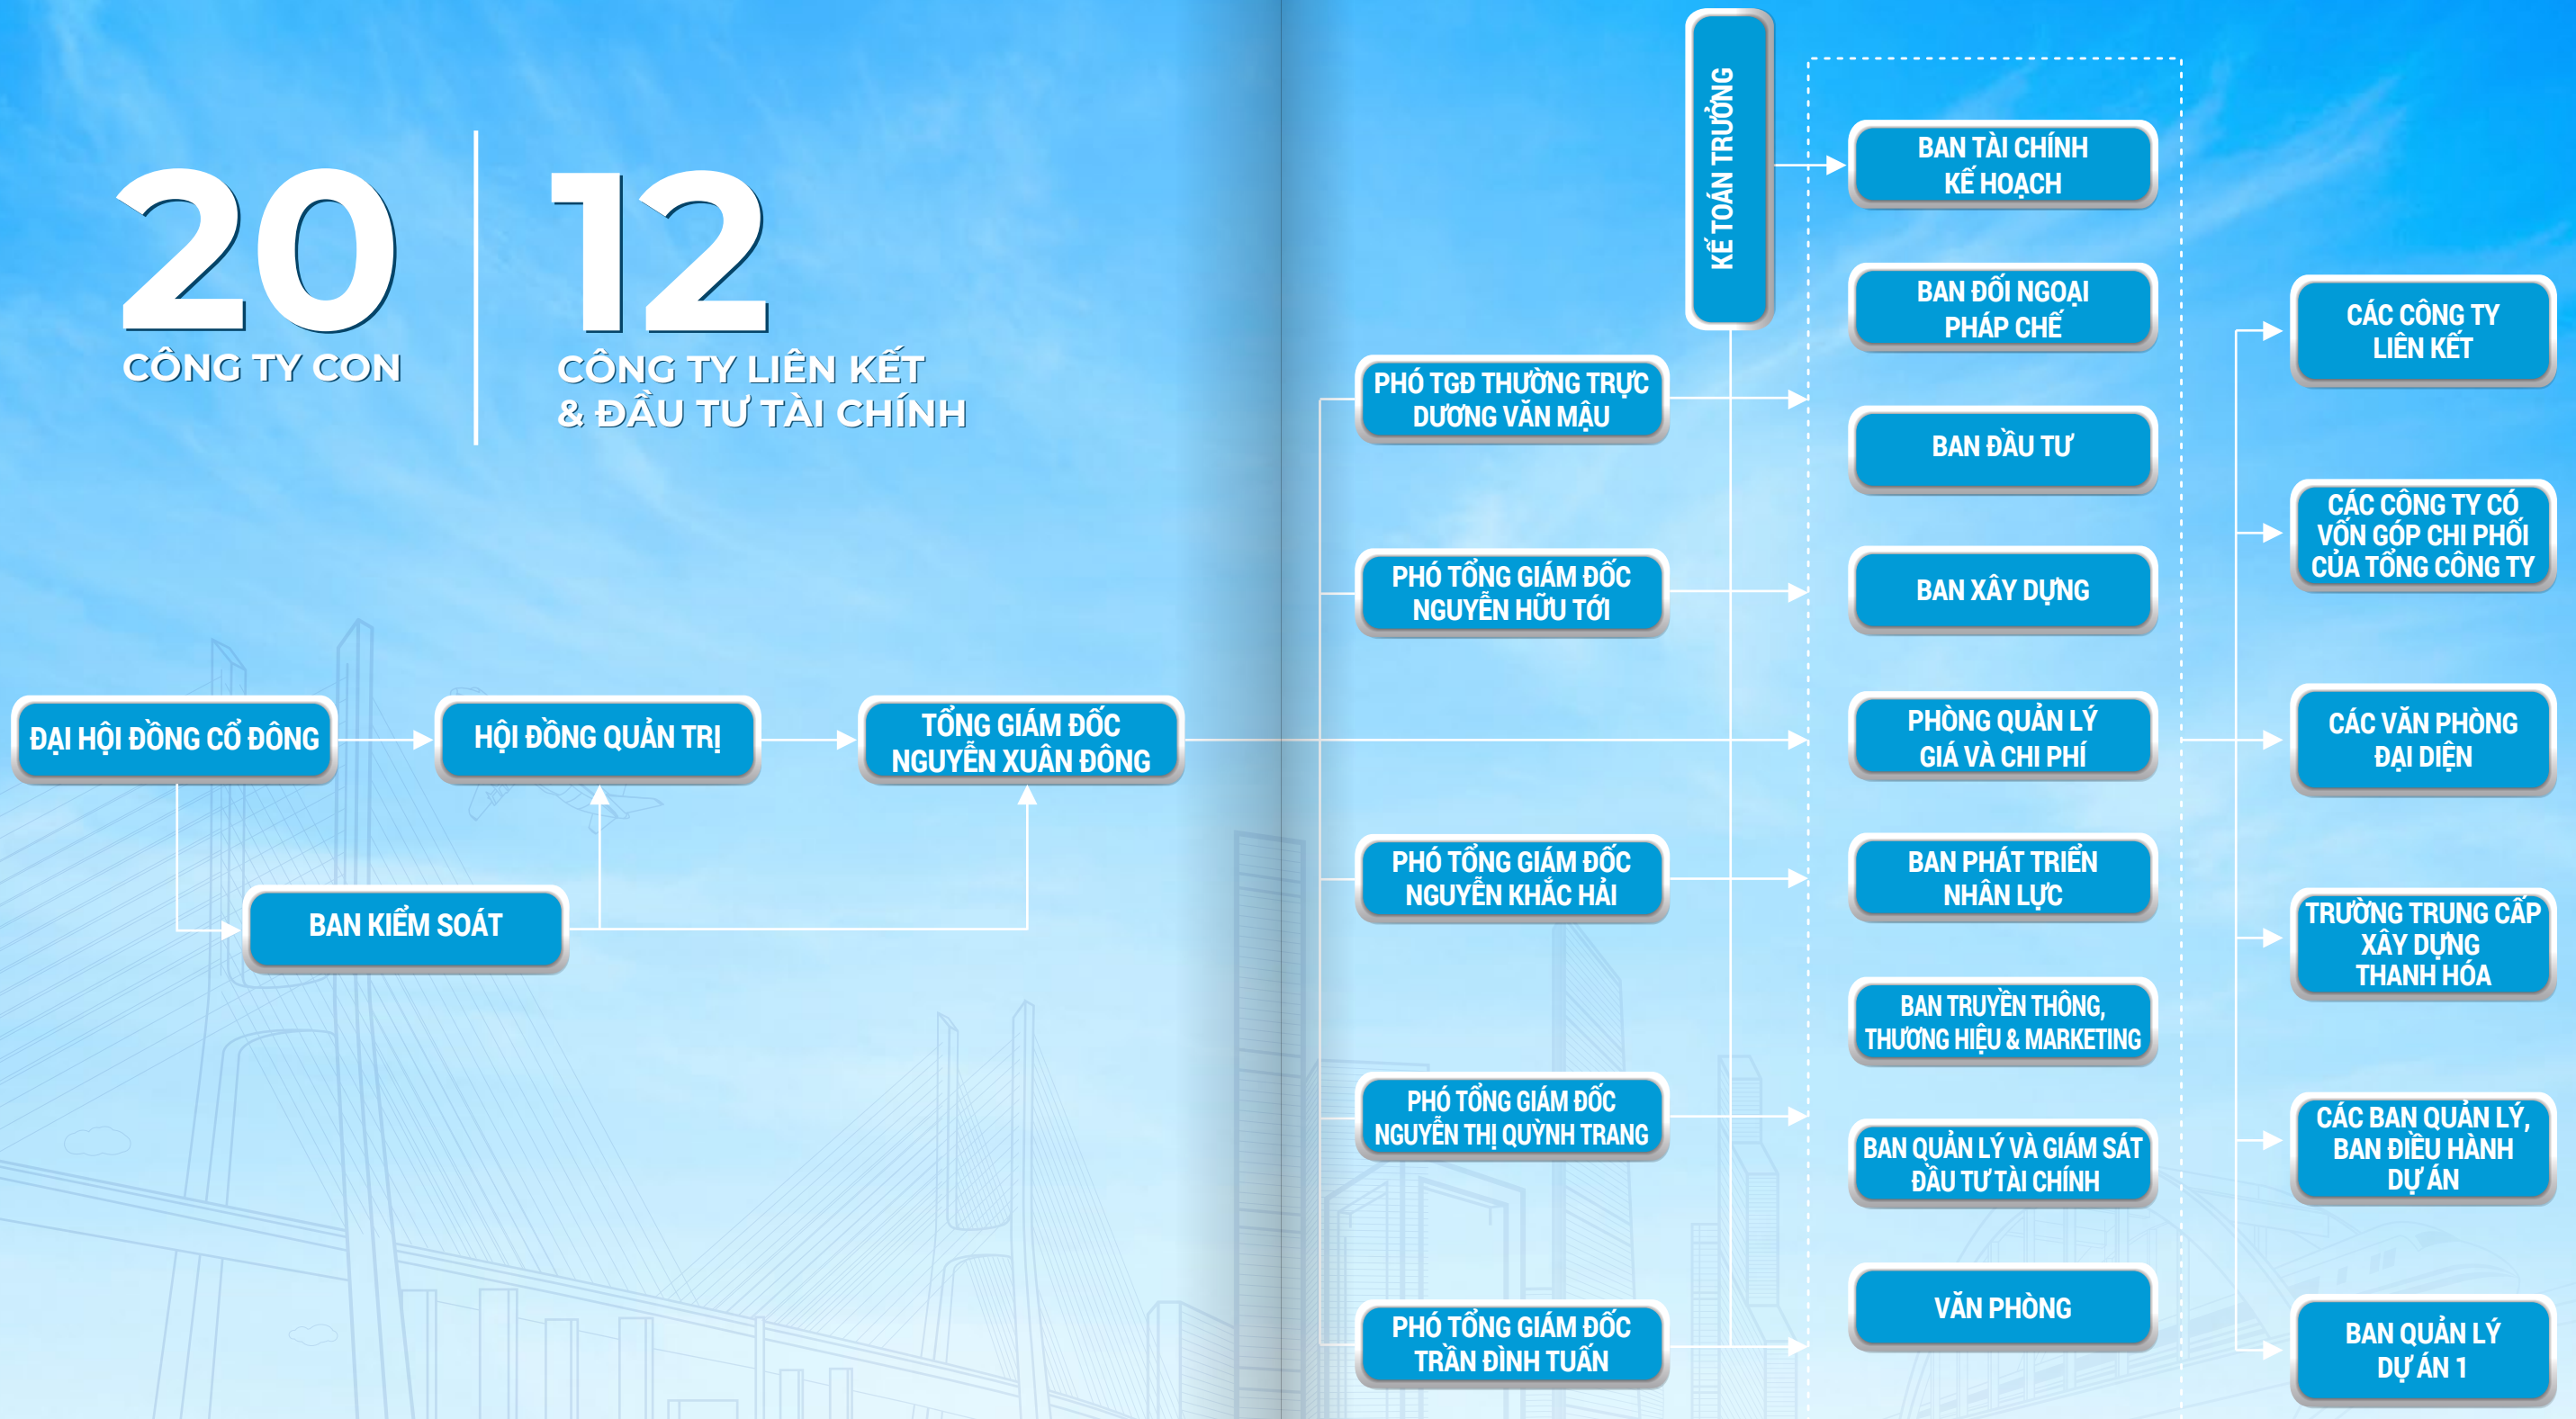 20
CÔNG TY CON
12
CÔNG TY LIÊN KẾT
& ĐẦU TƯ TÀI CHÍNH
ĐẠI HỘI ĐỒNG CỔ ĐÔNG
HỘI ĐỒNG QUẢN TRỊ
TỔNG GIÁM ĐỐC
NGUYỄN XUÂN ĐÔNG
BAN KIỂM SOÁT
KẾ TOÁN TRƯỞNG
PHÓ TGĐ THƯỜNG TRỰC
DƯƠNG VĂN MẬU
PHÓ TỔNG GIÁM ĐỐC
NGUYỄN HỮU TỚI
PHÓ TỔNG GIÁM ĐỐC
NGUYỄN KHẮC HẢI
PHÓ TỔNG GIÁM ĐỐC
NGUYỄN THỊ QUỲNH TRANG
PHÓ TỔNG GIÁM ĐỐC
TRẦN ĐÌNH TUẤN
BAN TÀI CHÍNH
KẾ HOẠCH
BAN ĐỐI NGOẠI
PHÁP CHẾ
BAN ĐẦU TƯ
BAN XÂY DỰNG
PHÒNG QUẢN LÝ
GIÁ VÀ CHI PHÍ
BAN PHÁT TRIỂN
NHÂN LỰC
BAN TRUYỀN THÔNG,
THƯƠNG HIỆU & MARKETING
BAN QUẢN LÝ VÀ GIÁM SÁT
ĐẦU TƯ TÀI CHÍNH
VĂN PHÒNG
CÁC CÔNG TY
LIÊN KẾT
CÁC CÔNG TY CÓ
VỐN GÓP CHI PHỐI
CỦA TỔNG CÔNG TY
CÁC VĂN PHÒNG
ĐẠI DIỆN
TRƯỜNG TRUNG CẤP
XÂY DỰNG
THANH HÓA
CÁC BAN QUẢN LÝ,
BAN ĐIỀU HÀNH
DỰ ÁN
BAN QUẢN LÝ
DỰ ÁN 1